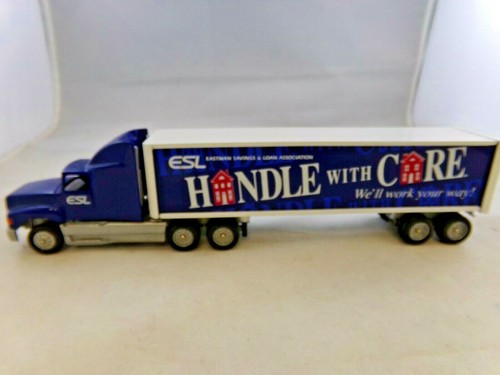 ESL EASTMAN SAVINGS & LOAN ASSOCIATION
HANDLE WITH CARE
We'll work your way!
ESL